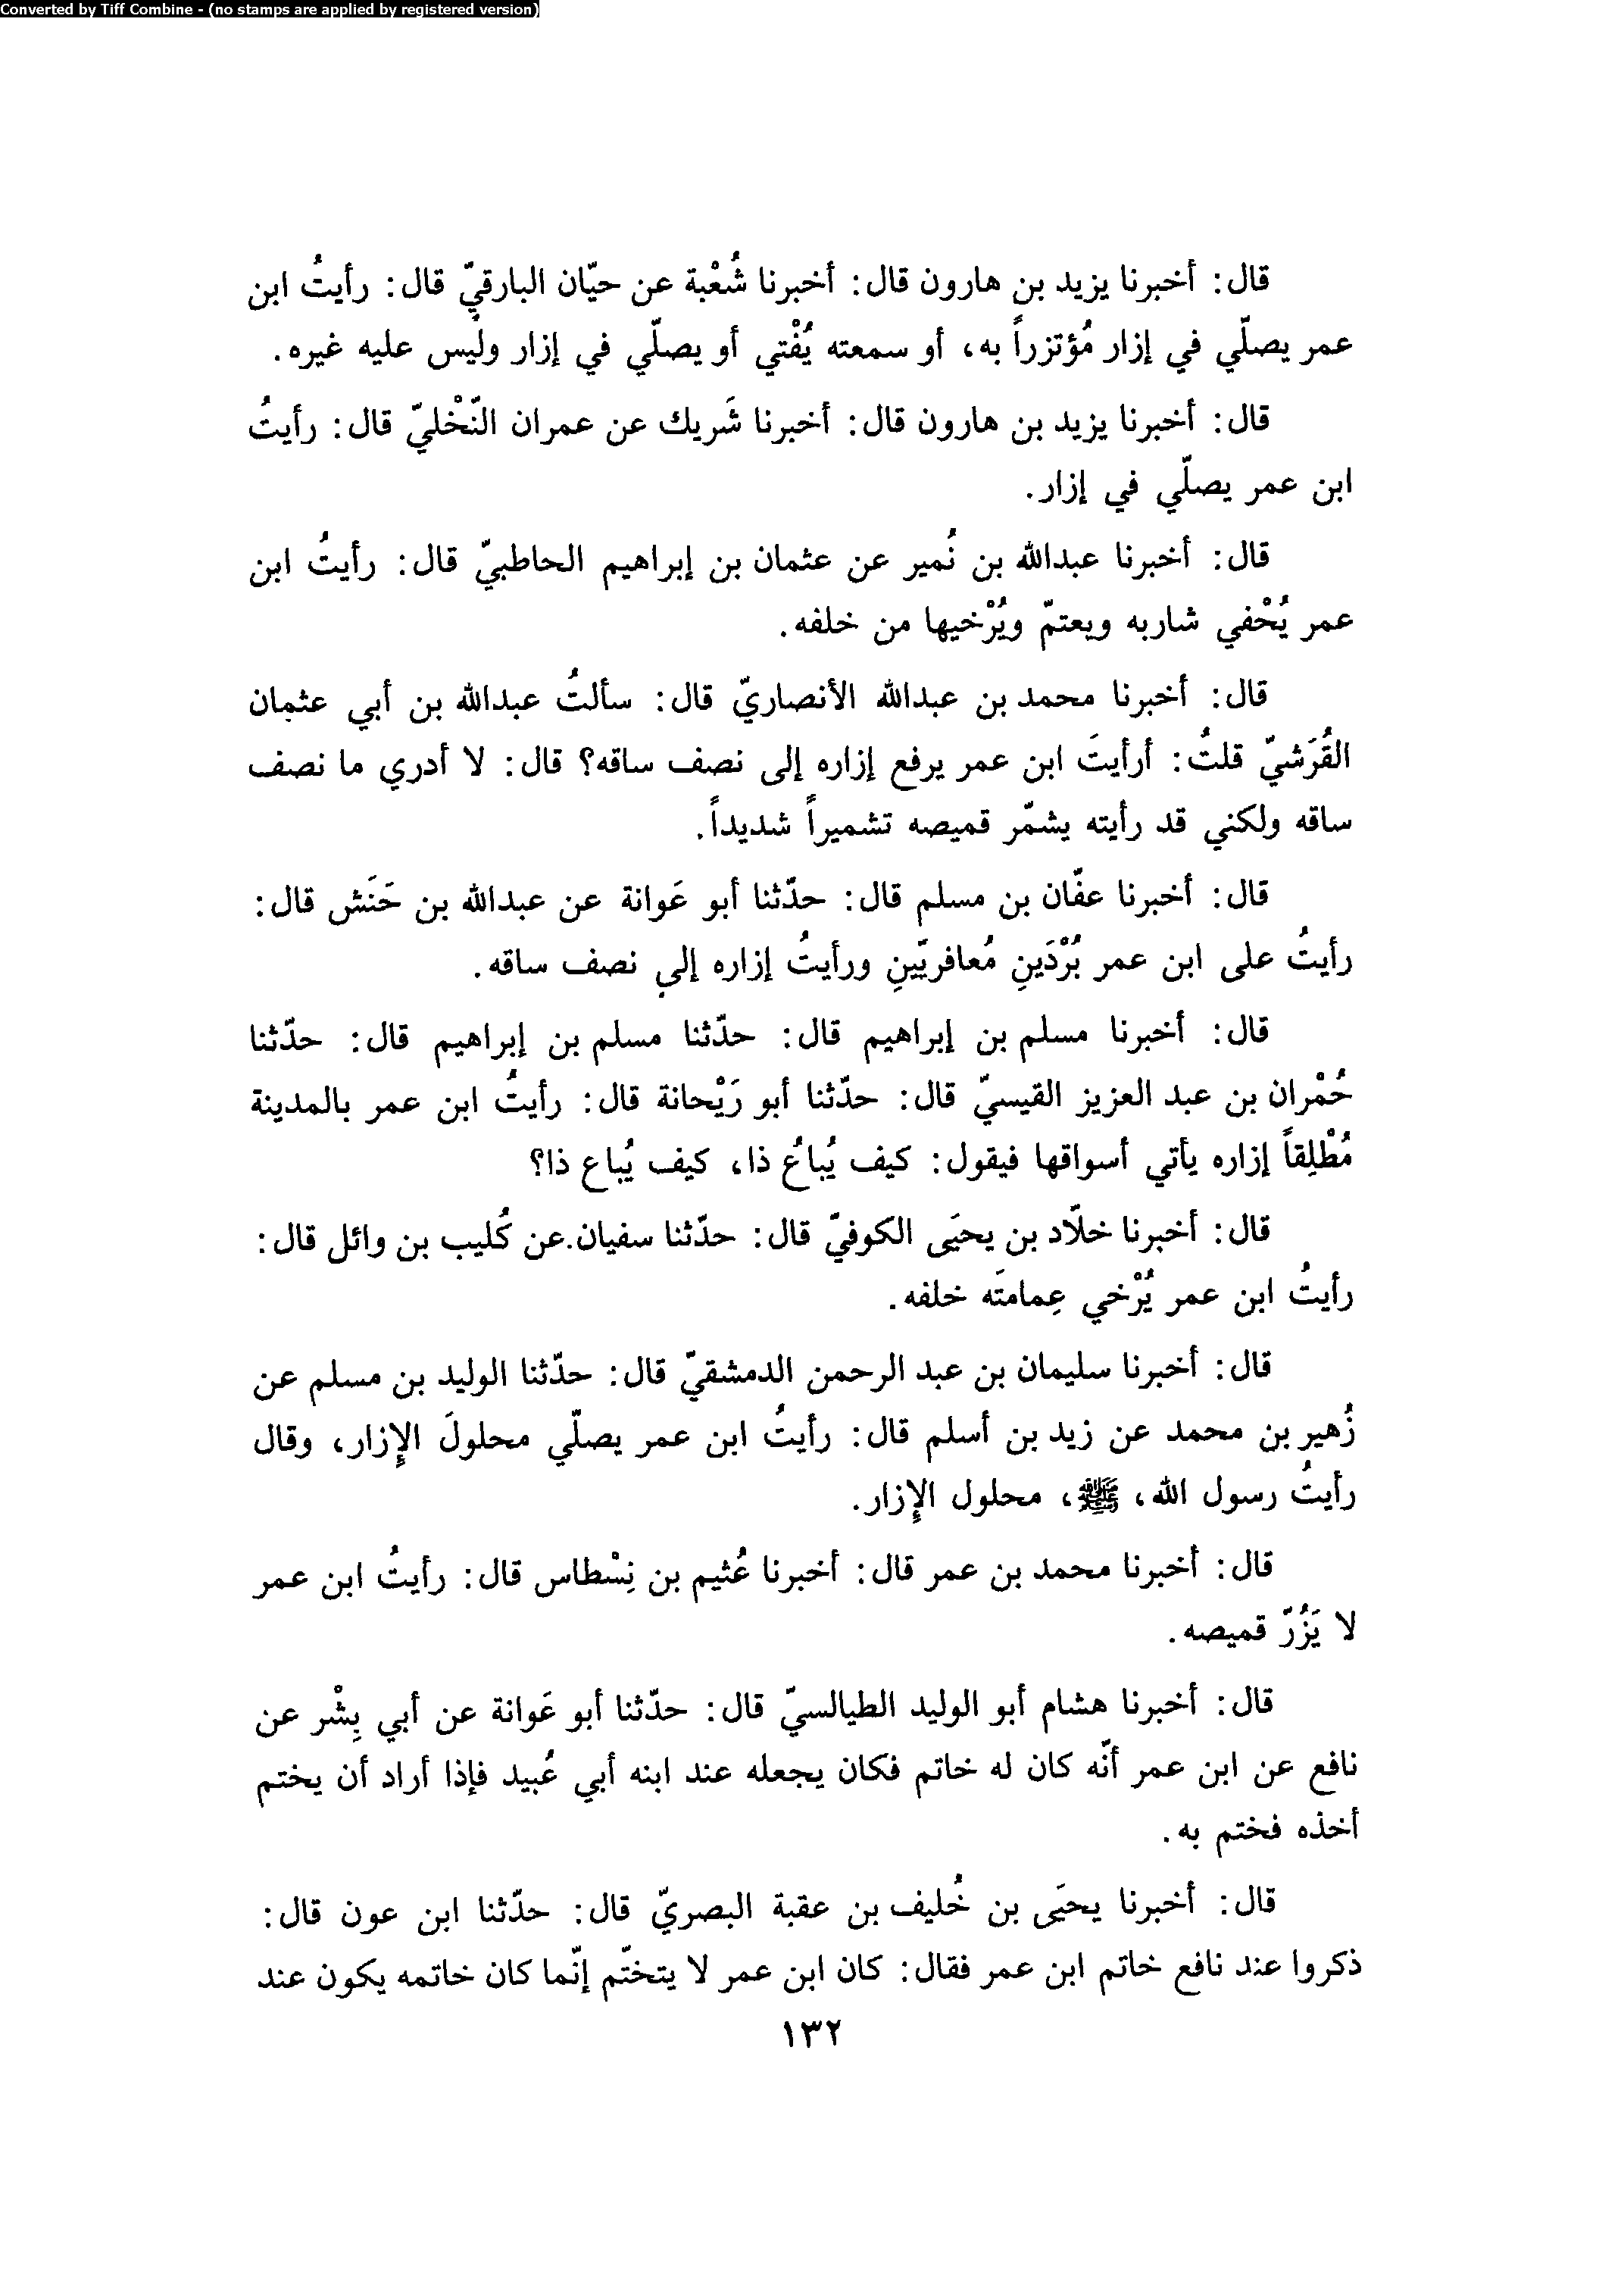 Converted by Tiff Combine - (no stamps are applied by registered version)
قال: أخبرنا يزيد بن هارون قال: أخبرنا شُعْبة عن حيّان البارقيّ قال: رأيتُ ابن
عمر يصلّي في إزار مُؤتزراً به، أو سمعته يُفْتي أو يصلّي في إزار وليس عليه غيره.
قال: أخبرنا يزيد بن هارون قال: أخبرنا شَريك عن عمران النّخْليّ قال: رأيتُ
ابن عمر يصلّي في إزار.
قال: أخبرنا عبدالله بن نُمير عن عثمان بن إبراهيم الحاطبيّ قال: رأيتُ ابن
عمر يُحْفي شاربه ويعتمّ ويُرْخيها من خلفه.
قال: أخبرنا محمد بن عبدالله الأنصاريّ قال: سألتُ عبدالله بن أبي عثمان
القُرَشيّ قلتُ: أرأيتَ ابن عمر يرفع إزاره إلى نصف ساقه؟ قال: لا أدري ما نصف
ساقه ولكني قد رأيته يشمّر قميصه تشميراً شديداً.
قال: أخبرنا عفّان بن مسلم قال: حدّثنا أبو عَوانة عن عبدالله بن حَنَش قال:
رأيتُ على ابن عمر بُرْدَينِ مُعافريّينِ ورأيتُ إزاره إلى نصف ساقه.
قال: أخبرنا مسلم بن إبراهيم قال: حدّثنا مسلم بن إبراهيم قال: حدّثنا
حُمْران بن عبد العزيز القيسيّ قال: حدّثنا أبو رَيْحانة قال: رأيتُ ابن عمر بالمدينة
مُطْلِقاً إزاره يأتي أسواقها فيقول: كيف يُباعُ ذا، كيف يُباع ذا؟
قال: أخبرنا خلّاد بن يحيَى الكوفيّ قال: حدّثنا سفيان.عن كُليب بن وائل قال:
رأيتُ ابن عمر يُرْخي عِمامتَه خلفه.
قال: أخبرنا سليمان بن عبد الرحمن الدمشقيّ قال: حدّثنا الوليد بن مسلم عن
زُهير بن محمد عن زيد بن أسلم قال: رأيتُ ابن عمر يصلّي محلولَ الإزار، وقال
رأيتُ رسول الله، ﷺ، محلول الإزار.
قال: أخبرنا محمد بن عمر قال: أخبرنا عُثيم بن نِسْطاس قال: رأيتُ ابن عمر
لا يَزُرّ قميصه.
قال: أخبرنا هشام أبو الوليد الطيالسيّ قال: حدّثنا أبو عَوانة عن أبي بِشْر عن
نافع عن ابن عمر أنّه كان له خاتم فكان يجعله عند ابنه أبي عُبيد فإذا أراد أن يختم
أخذه فختم به.
قال: أخبرنا يحيَى بن خُليف بن عقبة البصريّ قال: حدّثنا ابن عون قال:
ذكروا عند نافع خاتم ابن عمر فقال: كان ابن عمر لا يتختّم إنّما كان خاتمه يكون عند
١٣٢